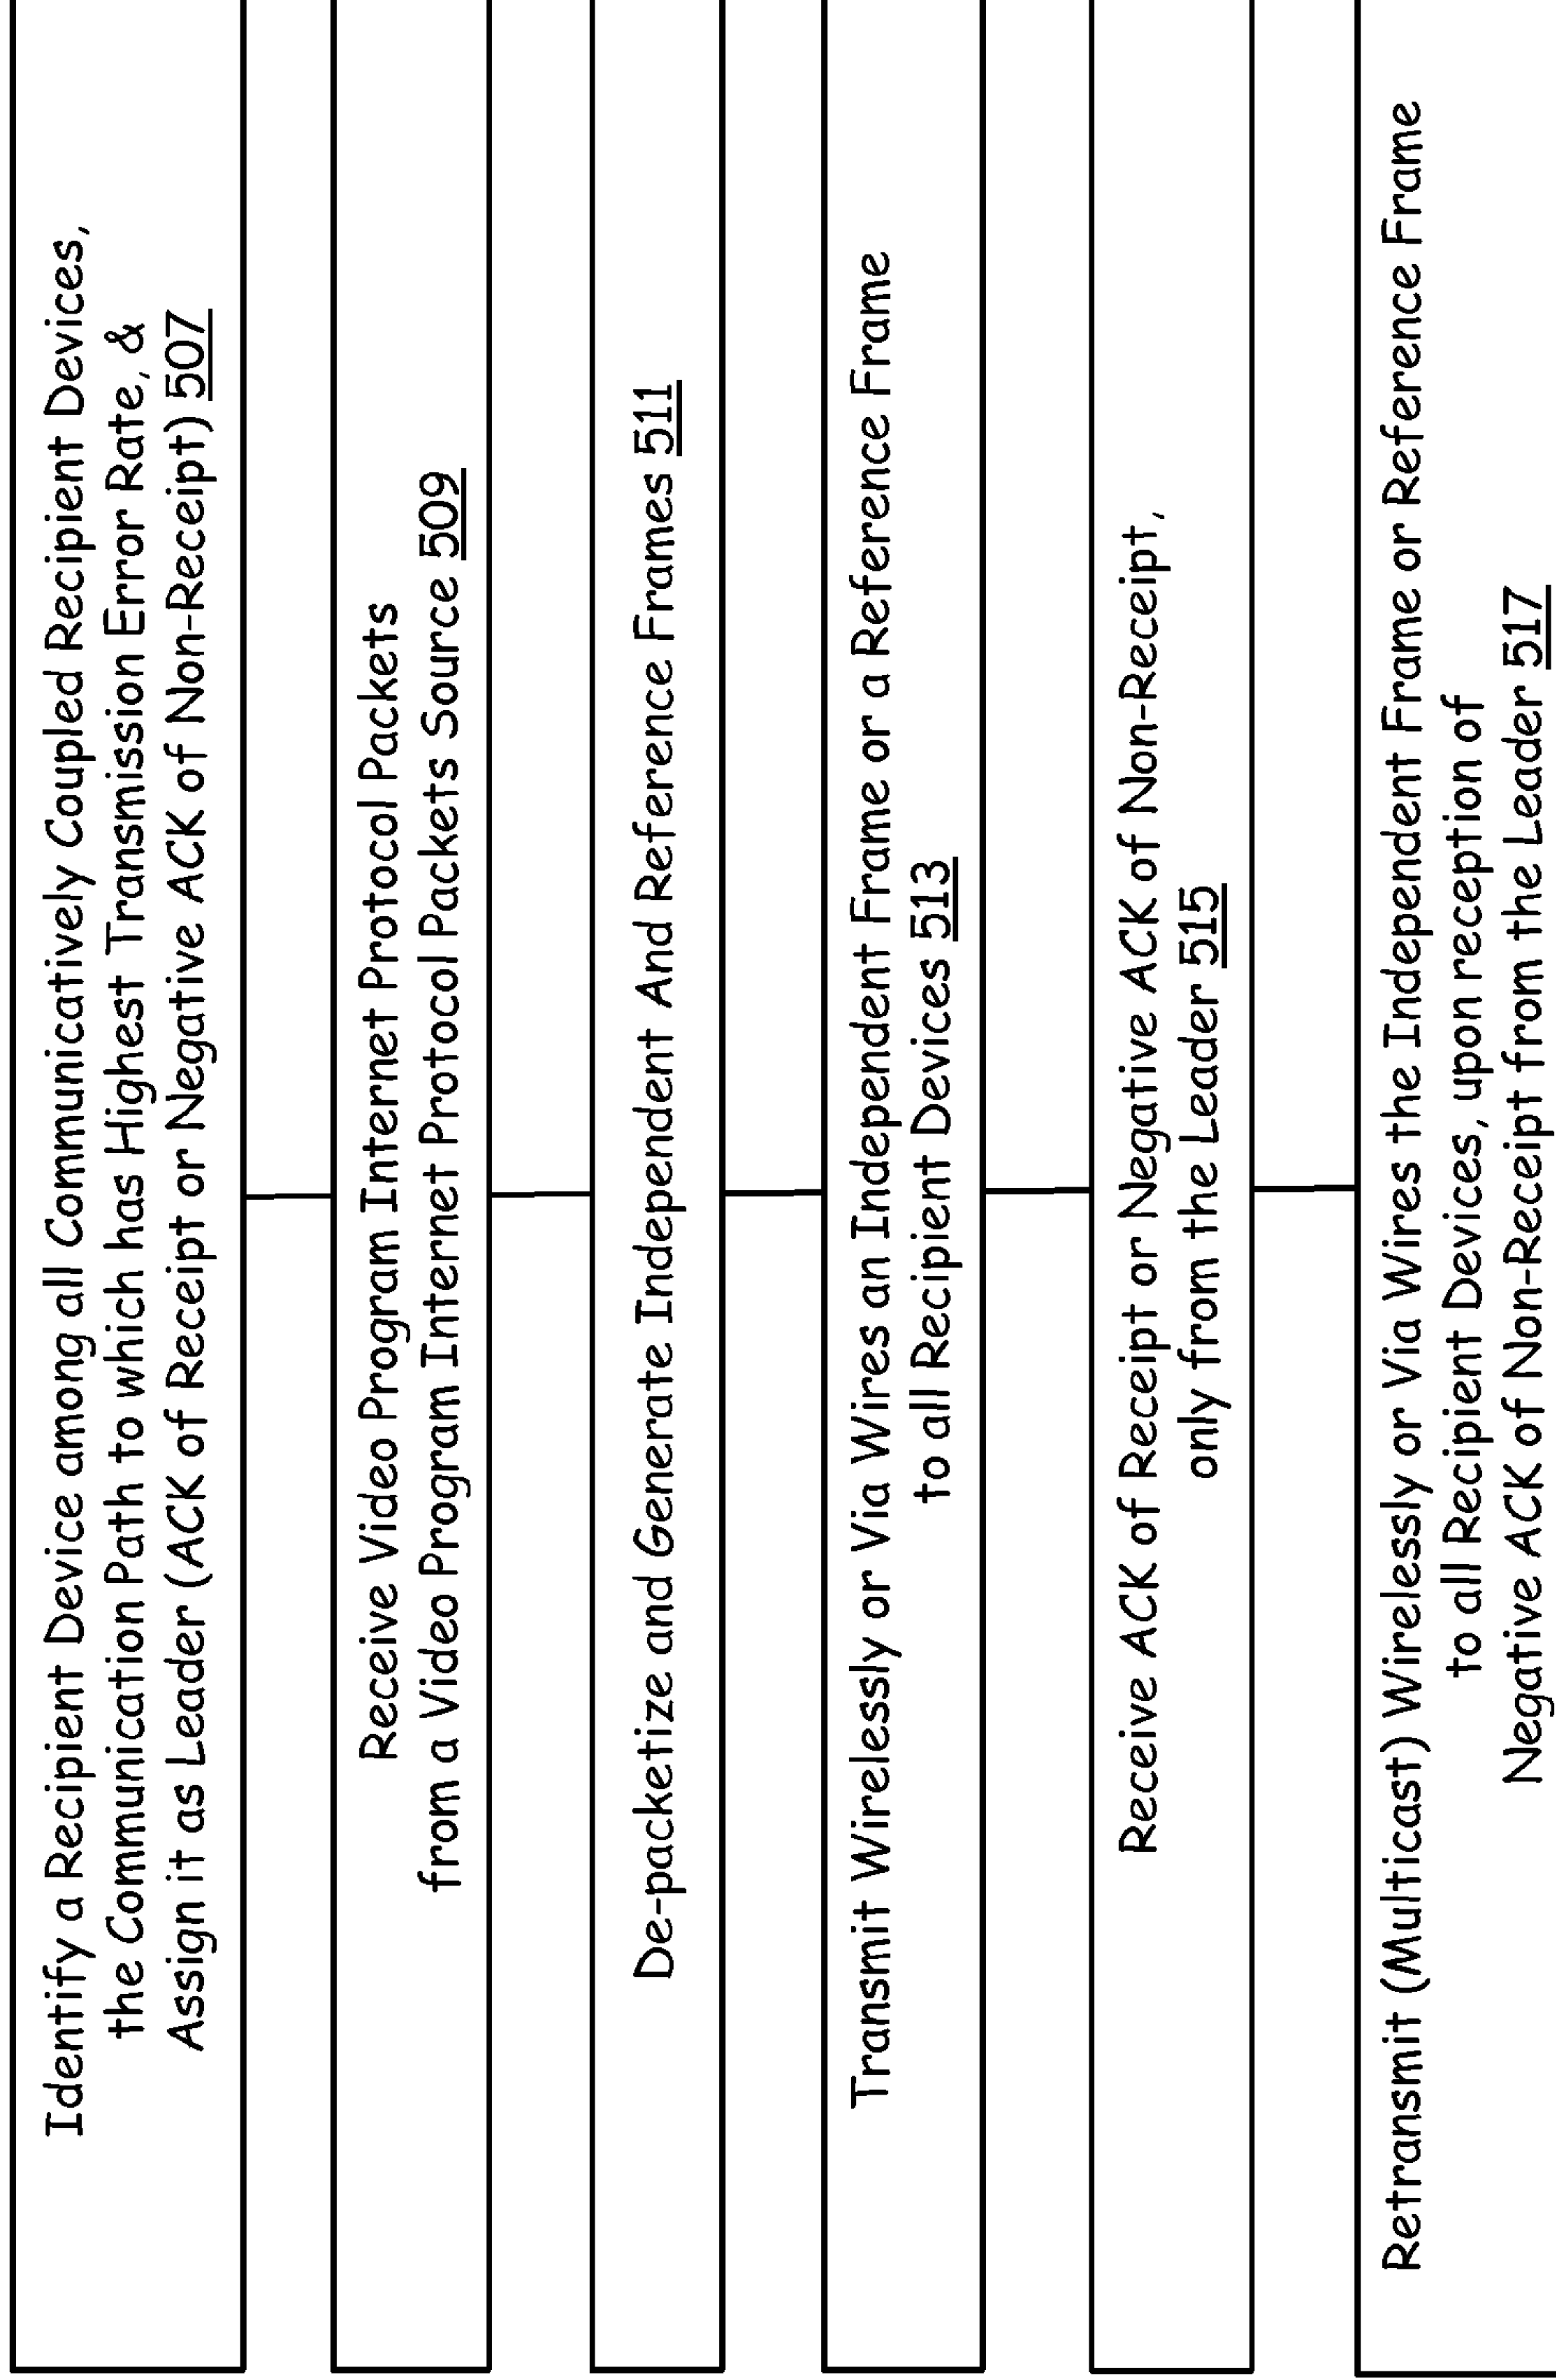 Identify a Recipient Device among all Communicatively Coupled Recipient Devices,
the Communication Path to which has Highest Transmission Error Rate, &
Assign it as Leader (ACK of Receipt or Negative ACK of Non-Receipt) 507
Receive Video Program Internet Protocol Packets
from a Video Program Internet Protocol Packets Source 509
De-packetize and Generate Independent And Reference Frames 511
Transmit Wirelessly or Via Wires an Independent Frame or a Reference Frame
to all Recipient Devices 513
Receive ACK of Receipt or Negative ACK of Non-Receipt,
only from the Leader 515
Retransmit (Multicast) Wirelessly or Via Wires the Independent Frame or Reference Frame
to all Recipient Devices, upon reception of
Negative ACK of Non-Receipt from the Leader 517